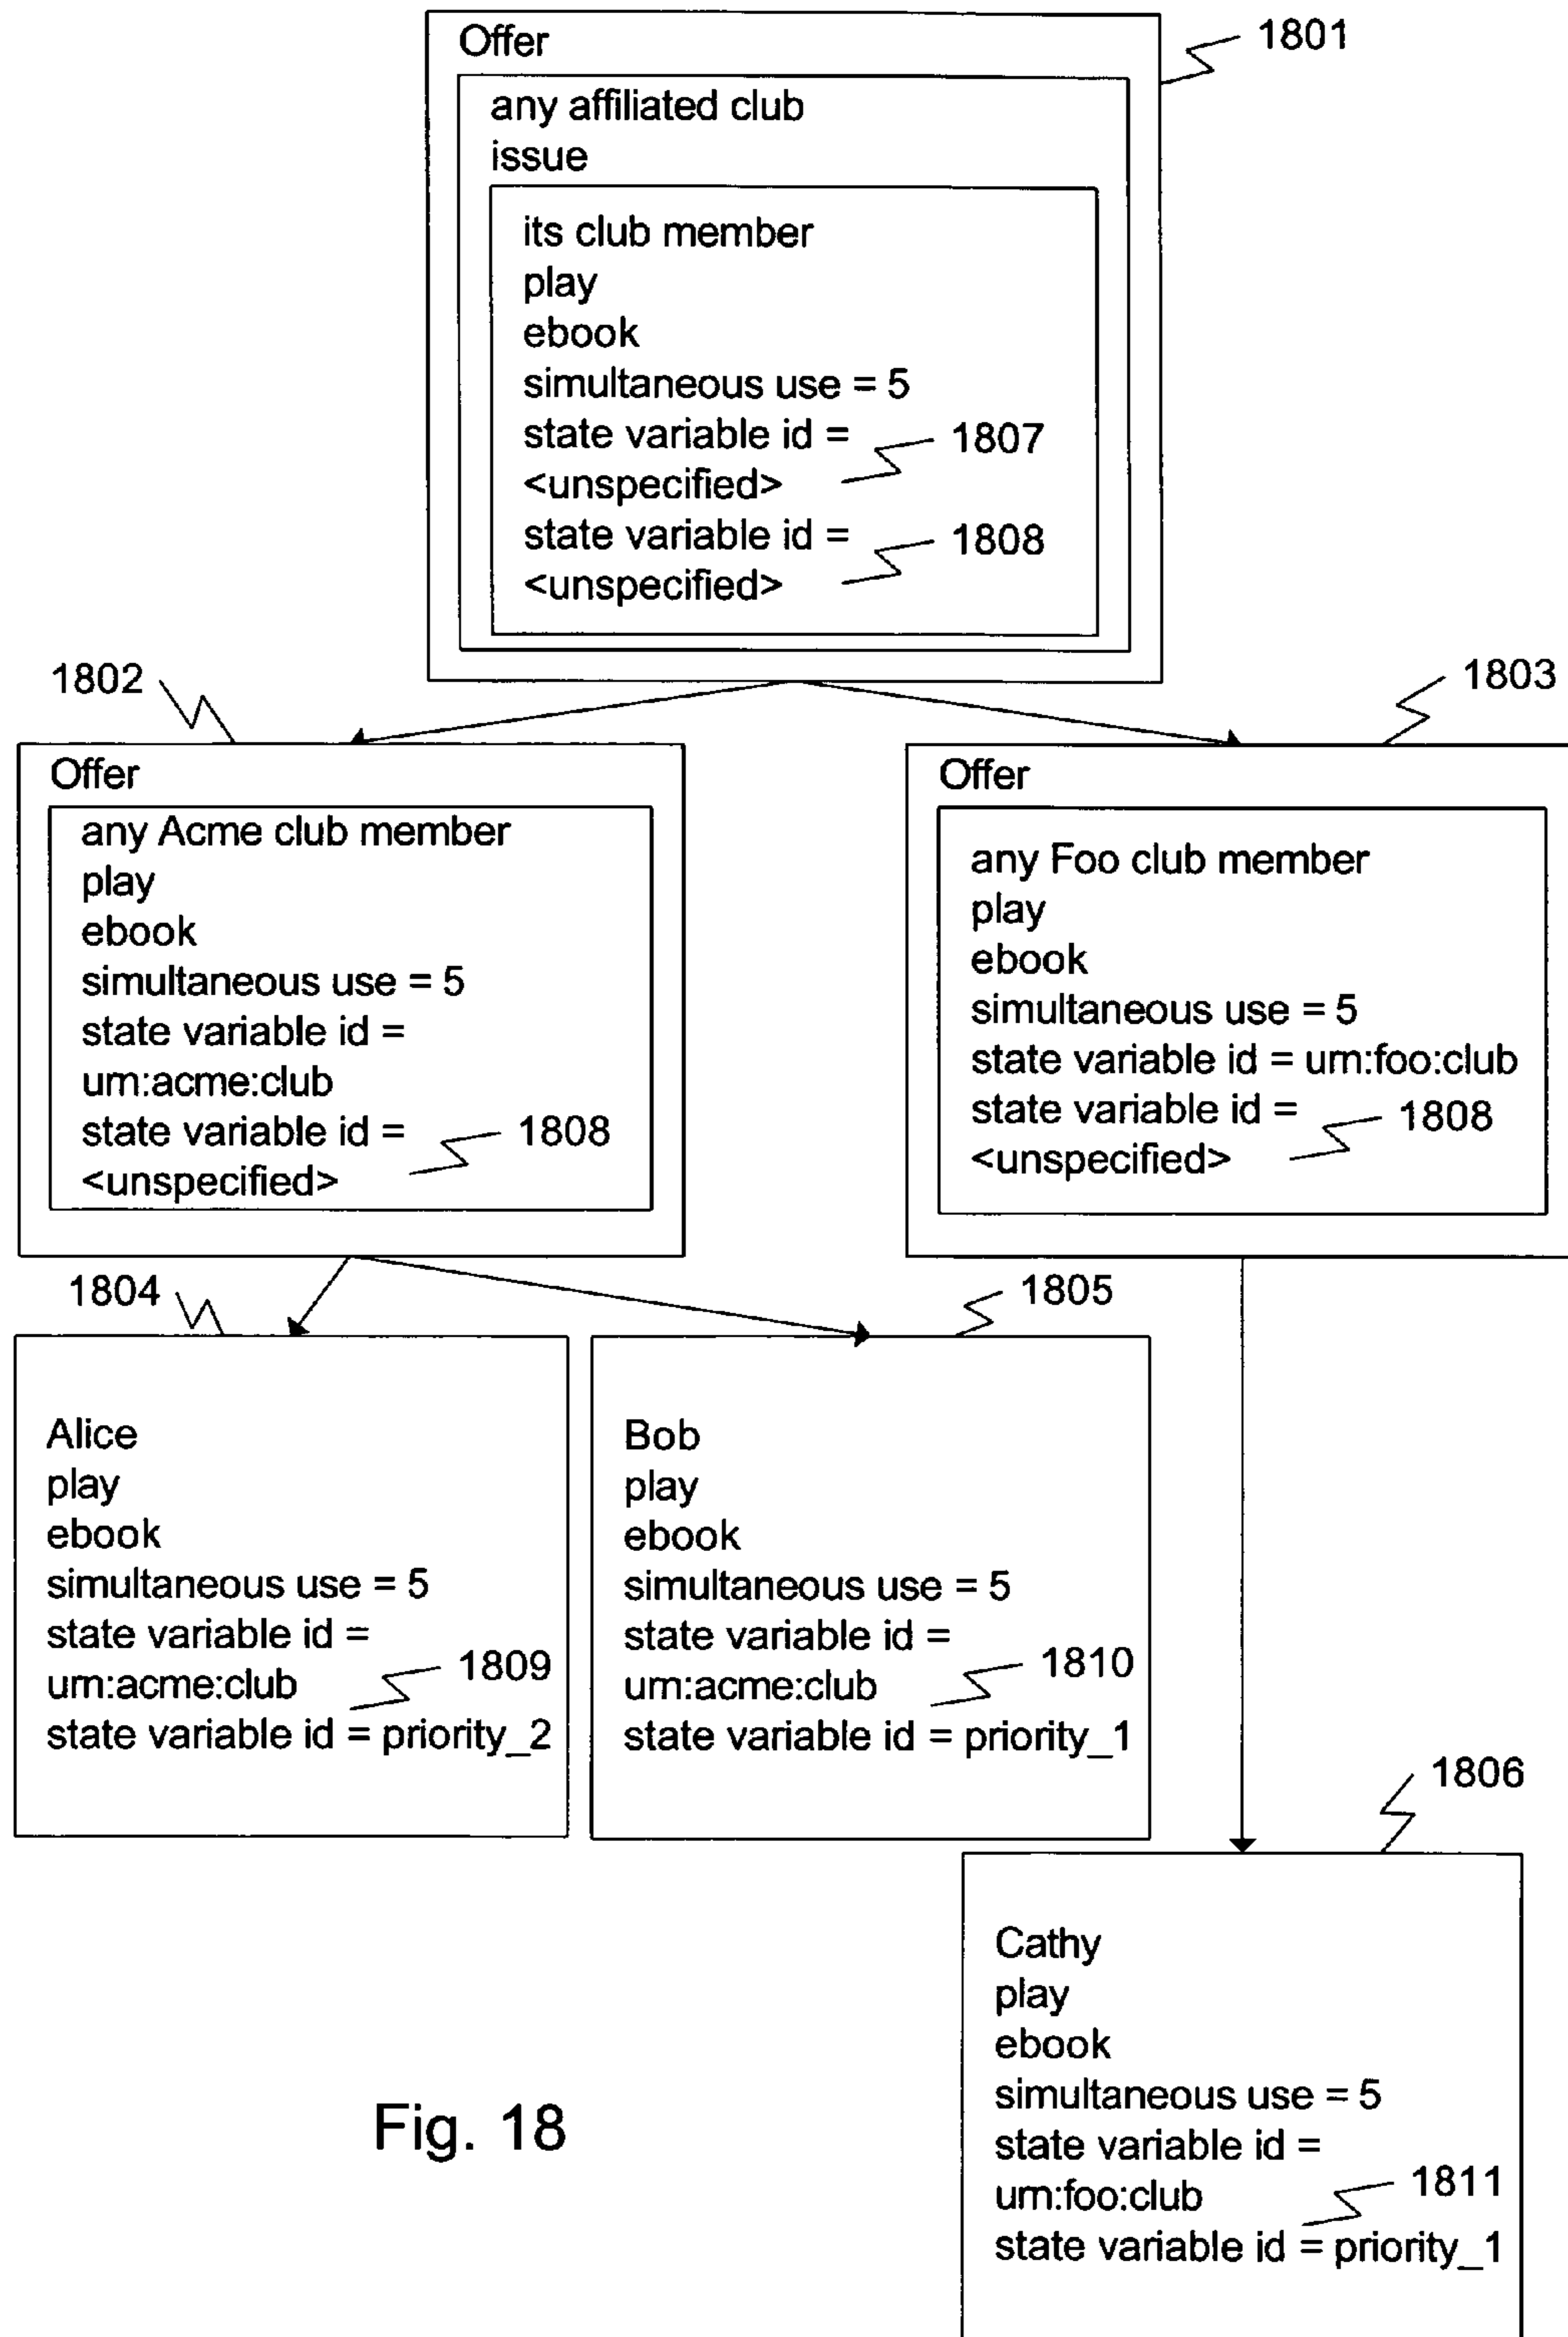 Offer
1801
any affiliated club
issue
its club member
play
ebook
simultaneous use = 5
state variable id =
1807
<unspecified>
state variable id =
1808
<unspecified>
1802
1803
Offer
any Acme club member
play
ebook
simultaneous use = 5
state variable id =
urn:acme:club
state variable id =
1808
<unspecified>
Offer
any Foo club member
play
ebook
simultaneous use = 5
state variable id = urn:foo:club
state variable id =
1808
<unspecified>
1804
1805
Alice
play
ebook
simultaneous use = 5
state variable id =
1809
urn:acme:club
state variable id = priority_2
Bob
play
ebook
simultaneous use = 5
state variable id =
1810
urn:acme:club
state variable id = priority_1
1806
Cathy
play
ebook
simultaneous use = 5
state variable id =
1811
urn:foo:club
state variable id = priority_1
Fig. 18